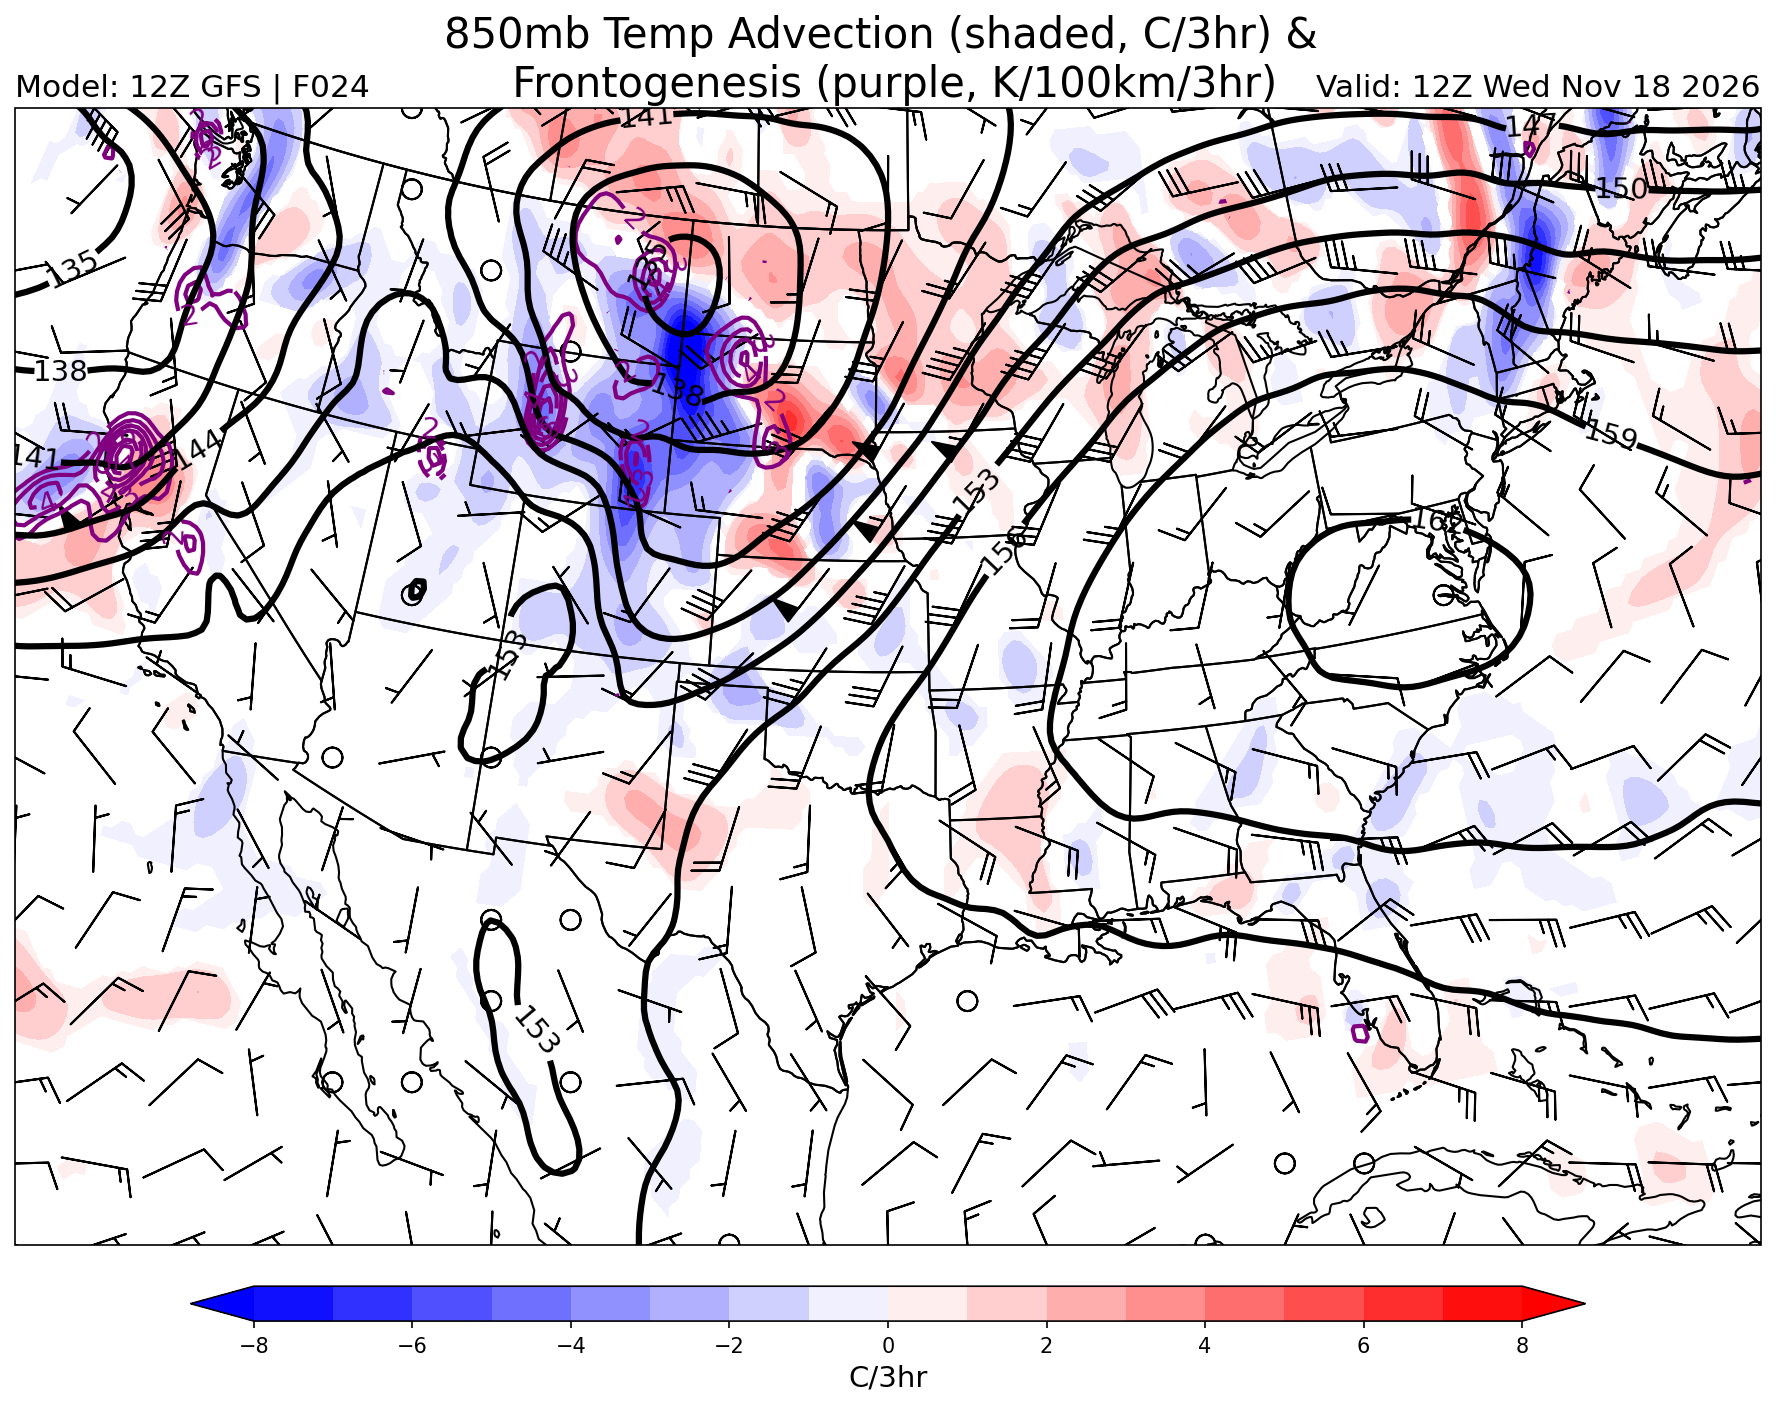 850mb Temp Advection (shaded, C/3hr) &
Frontogenesis (purple, K/100km/3hr)
Model: 12Z GFS | F024
Valid: 12Z Wed Nov 18 2026
141
147
150
135
138
138
159
141
144
153
156
162
153
153
−8 −6 −4 −2 0 2 4 6 8
C/3hr